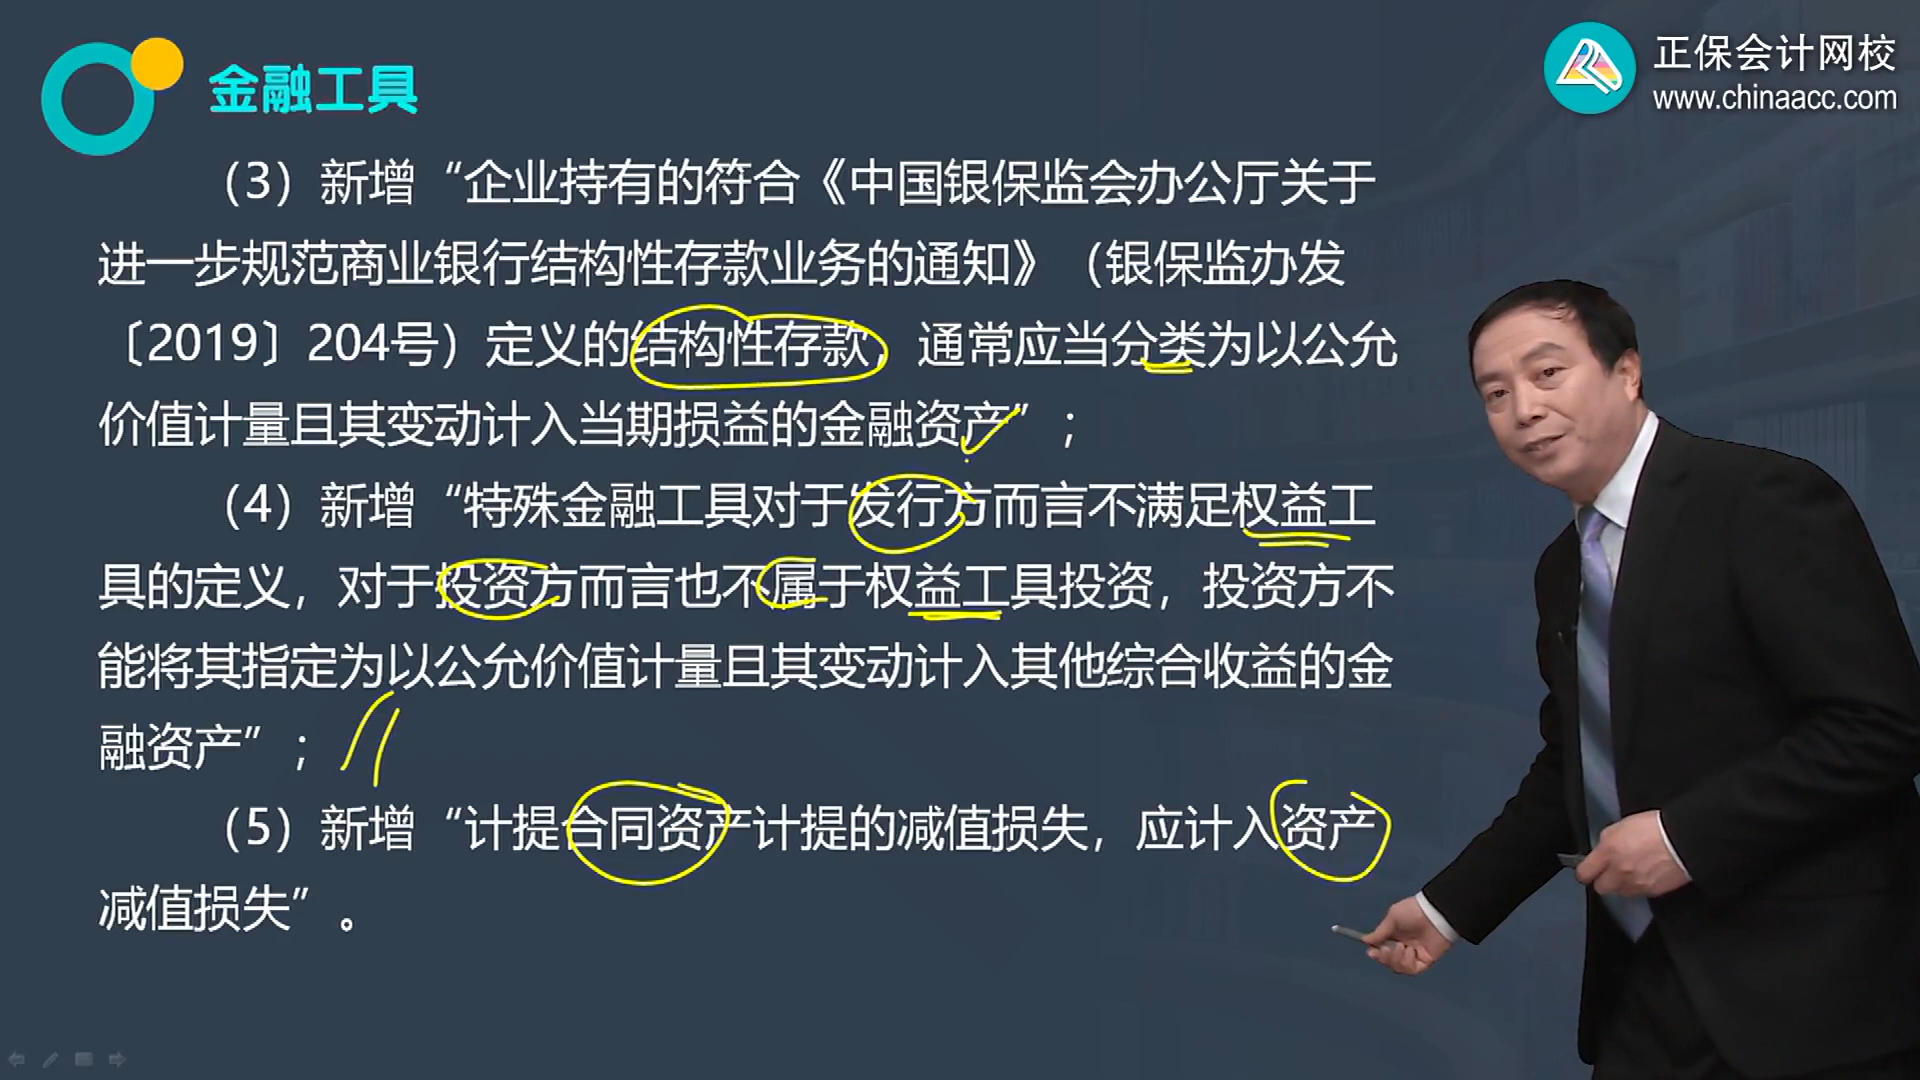 金融工具
正保会计网校
www.chinaacc.com
（3）新增“企业持有的符合《中国银保监会办公厅关于
进一步规范商业银行结构性存款业务的通知》（银保监办发
〔2019〕204号）定义的结构性存款，通常应当分类为以公允
价值计量且其变动计入当期损益的金融资产”；
（4）新增“特殊金融工具对于发行方而言不满足权益工
具的定义，对于投资方而言也不属于权益工具投资，投资方不
能将其指定为以公允价值计量且其变动计入其他综合收益的金
融资产”；
（5）新增“计提合同资产计提的减值损失，应计入资产
减值损失”。